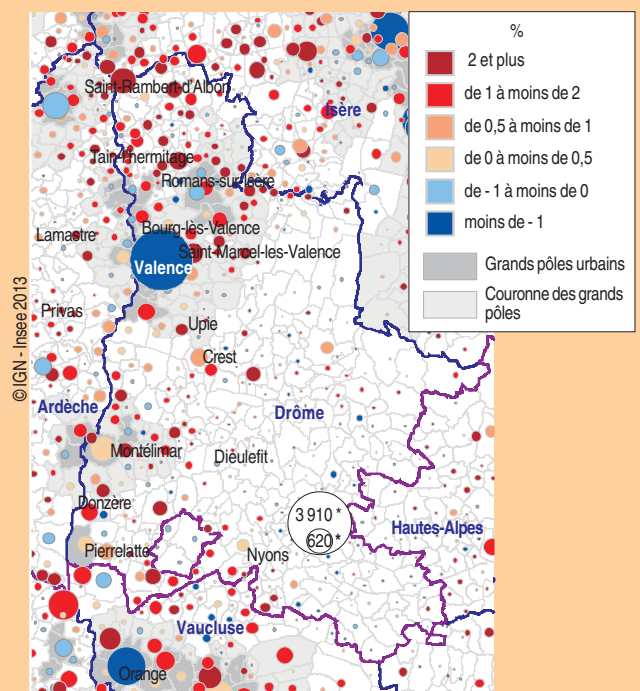 %
2 et plus
de 1 à moins de 2
de 0,5 à moins de 1
de 0 à moins de 0,5
de - 1 à moins de 0
moins de - 1
Grands pôles urbains
Couronne des grands
pôles
Saint-Rambert-d'Albon
Isère
Tain-l'hermitage
Romans-sur-Isère
Bourg-lès-Valence
Lamastre
Saint-Marcel-les-Valence
Valence
Privas
Upie
Crest
Ardèche
Drôme
Montélimar
Dieulefit
Donzère
3 910 *
620*
Hautes-Alpes
Pierrelatte
Nyons
Vaucluse
Orange
©IGN - Insee 2013